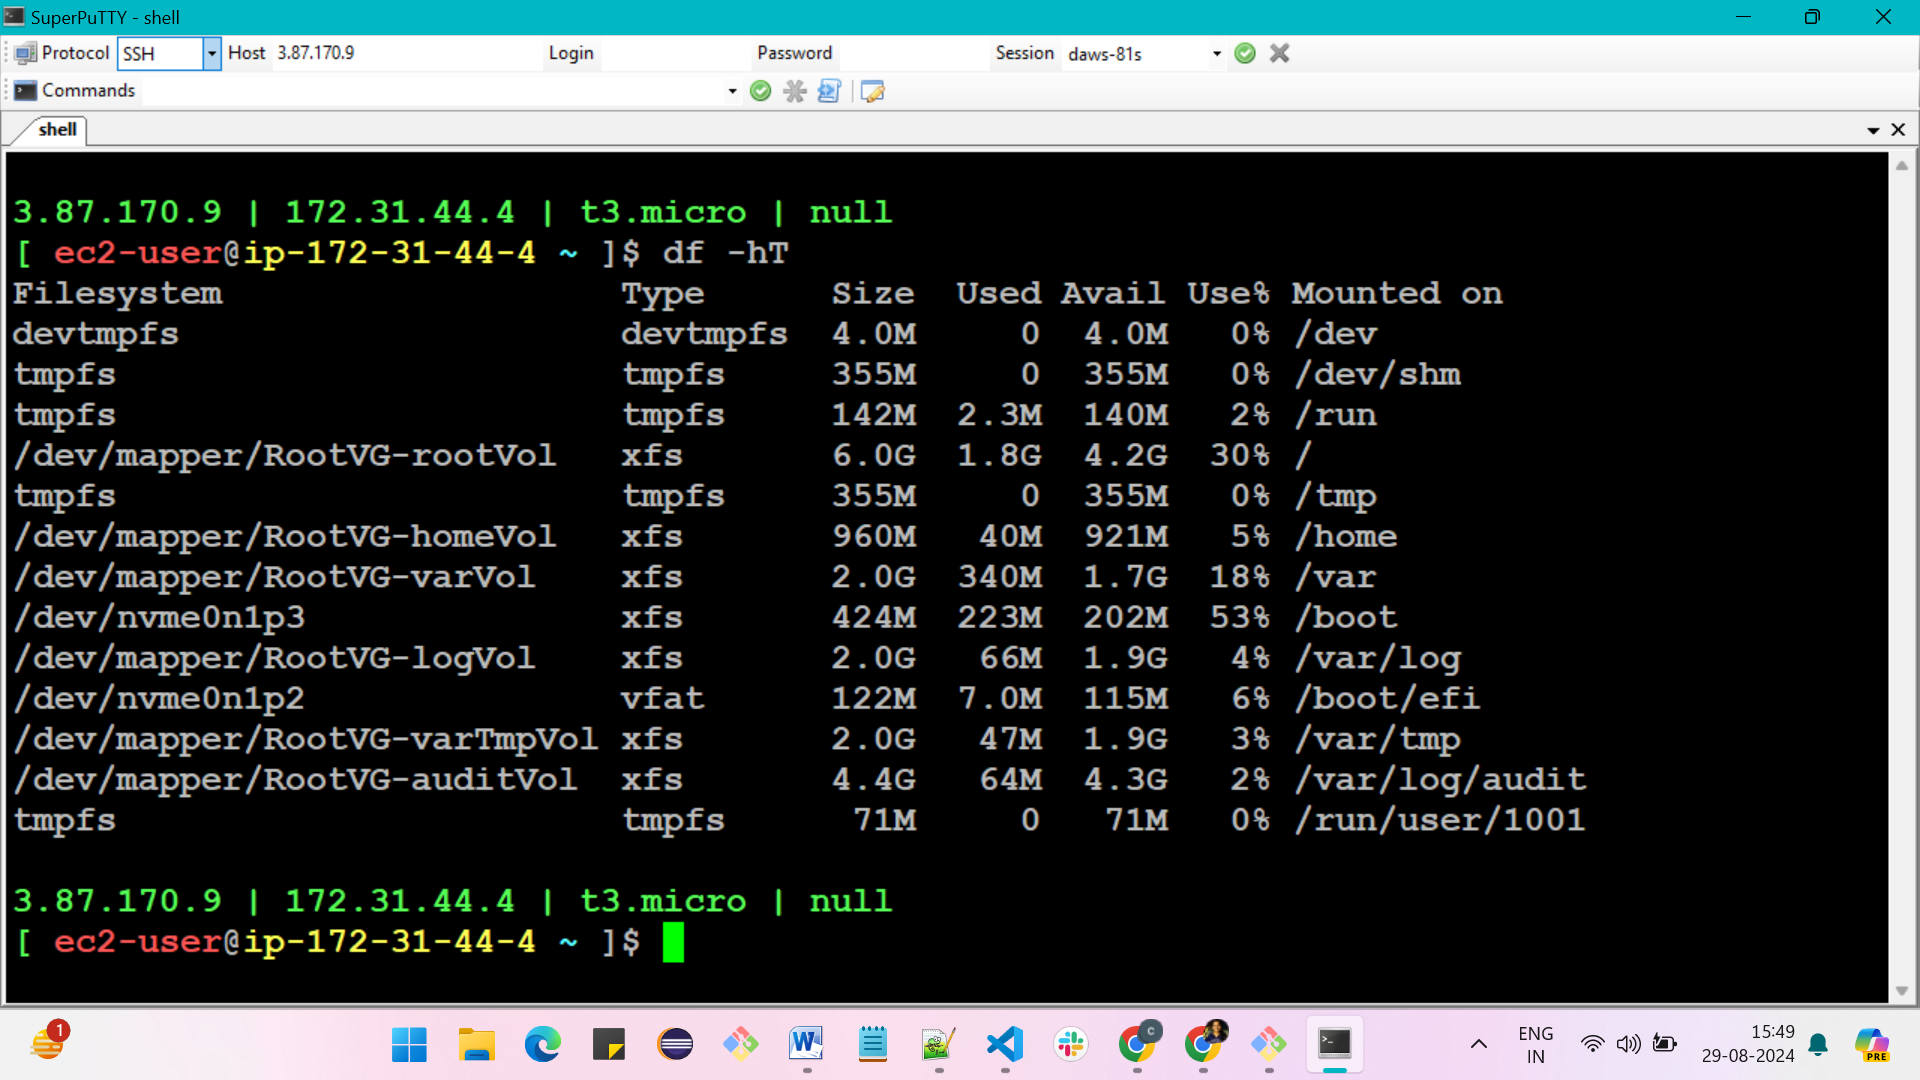 SuperPuTTY - shell
Protocol SSH Host 3.87.170.9 Login Password Session daws-81s
Commands
shell
3.87.170.9 | 172.31.44.4 | t3.micro | null
[ ec2-user@ip-172-31-44-4 ~ ]$ df -hT
Filesystem Type Size Used Avail Use% Mounted on
devtmpfs devtmpfs 4.0M 0 4.0M 0% /dev
tmpfs tmpfs 355M 0 355M 0% /dev/shm
tmpfs tmpfs 142M 2.3M 140M 2% /run
/dev/mapper/RootVG-rootVol xfs 6.0G 1.8G 4.2G 30% /
tmpfs tmpfs 355M 0 355M 0% /tmp
/dev/mapper/RootVG-homeVol xfs 960M 40M 921M 5% /home
/dev/mapper/RootVG-varVol xfs 2.0G 340M 1.7G 18% /var
/dev/nvme0n1p3 xfs 424M 223M 202M 53% /boot
/dev/mapper/RootVG-logVol xfs 2.0G 66M 1.9G 4% /var/log
/dev/nvme0n1p2 vfat 122M 7.0M 115M 6% /boot/efi
/dev/mapper/RootVG-varTmpVol xfs 2.0G 47M 1.9G 3% /var/tmp
/dev/mapper/RootVG-auditVol xfs 4.4G 64M 4.3G 2% /var/log/audit
tmpfs tmpfs 71M 0 71M 0% /run/user/1001
3.87.170.9 | 172.31.44.4 | t3.micro | null
[ ec2-user@ip-172-31-44-4 ~ ]$
1
W
C
ENG
IN
15:49
29-08-2024
PRE